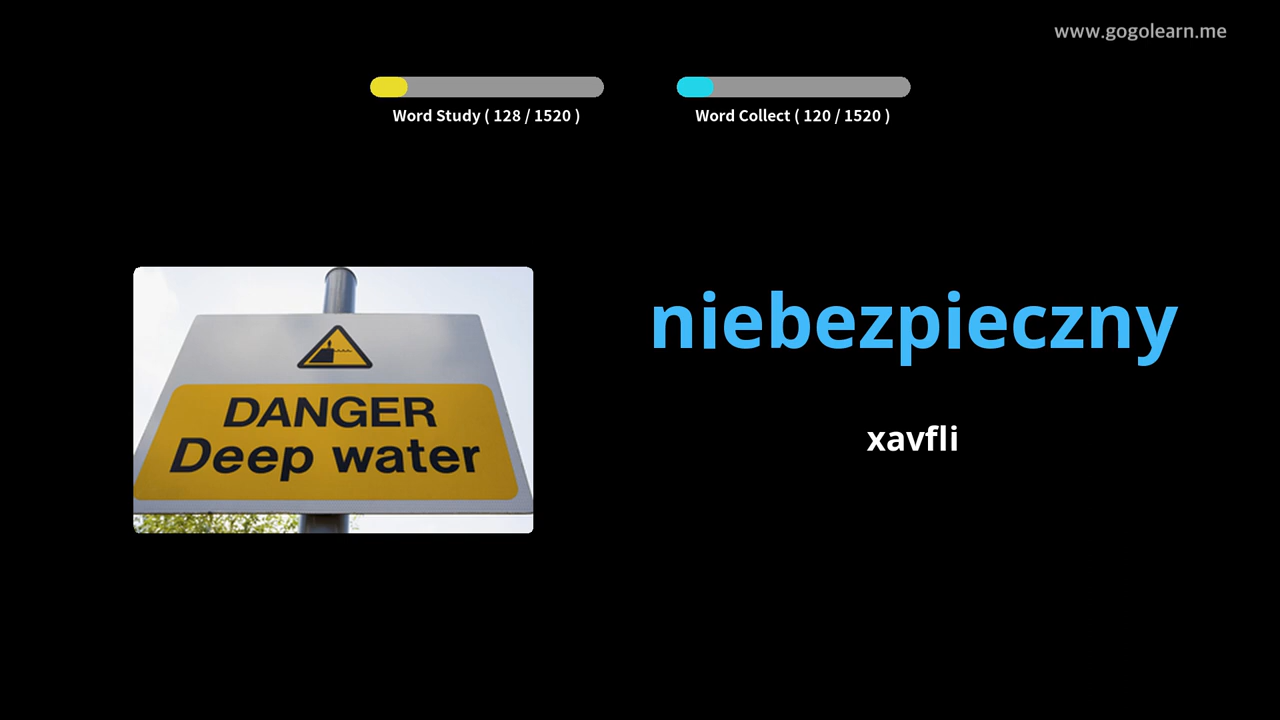 www.gogolearn.me
Word Study ( 128 / 1520 )
Word Collect ( 120 / 1520 )
DANGER
Deep water
niebezpieczny
xavfli